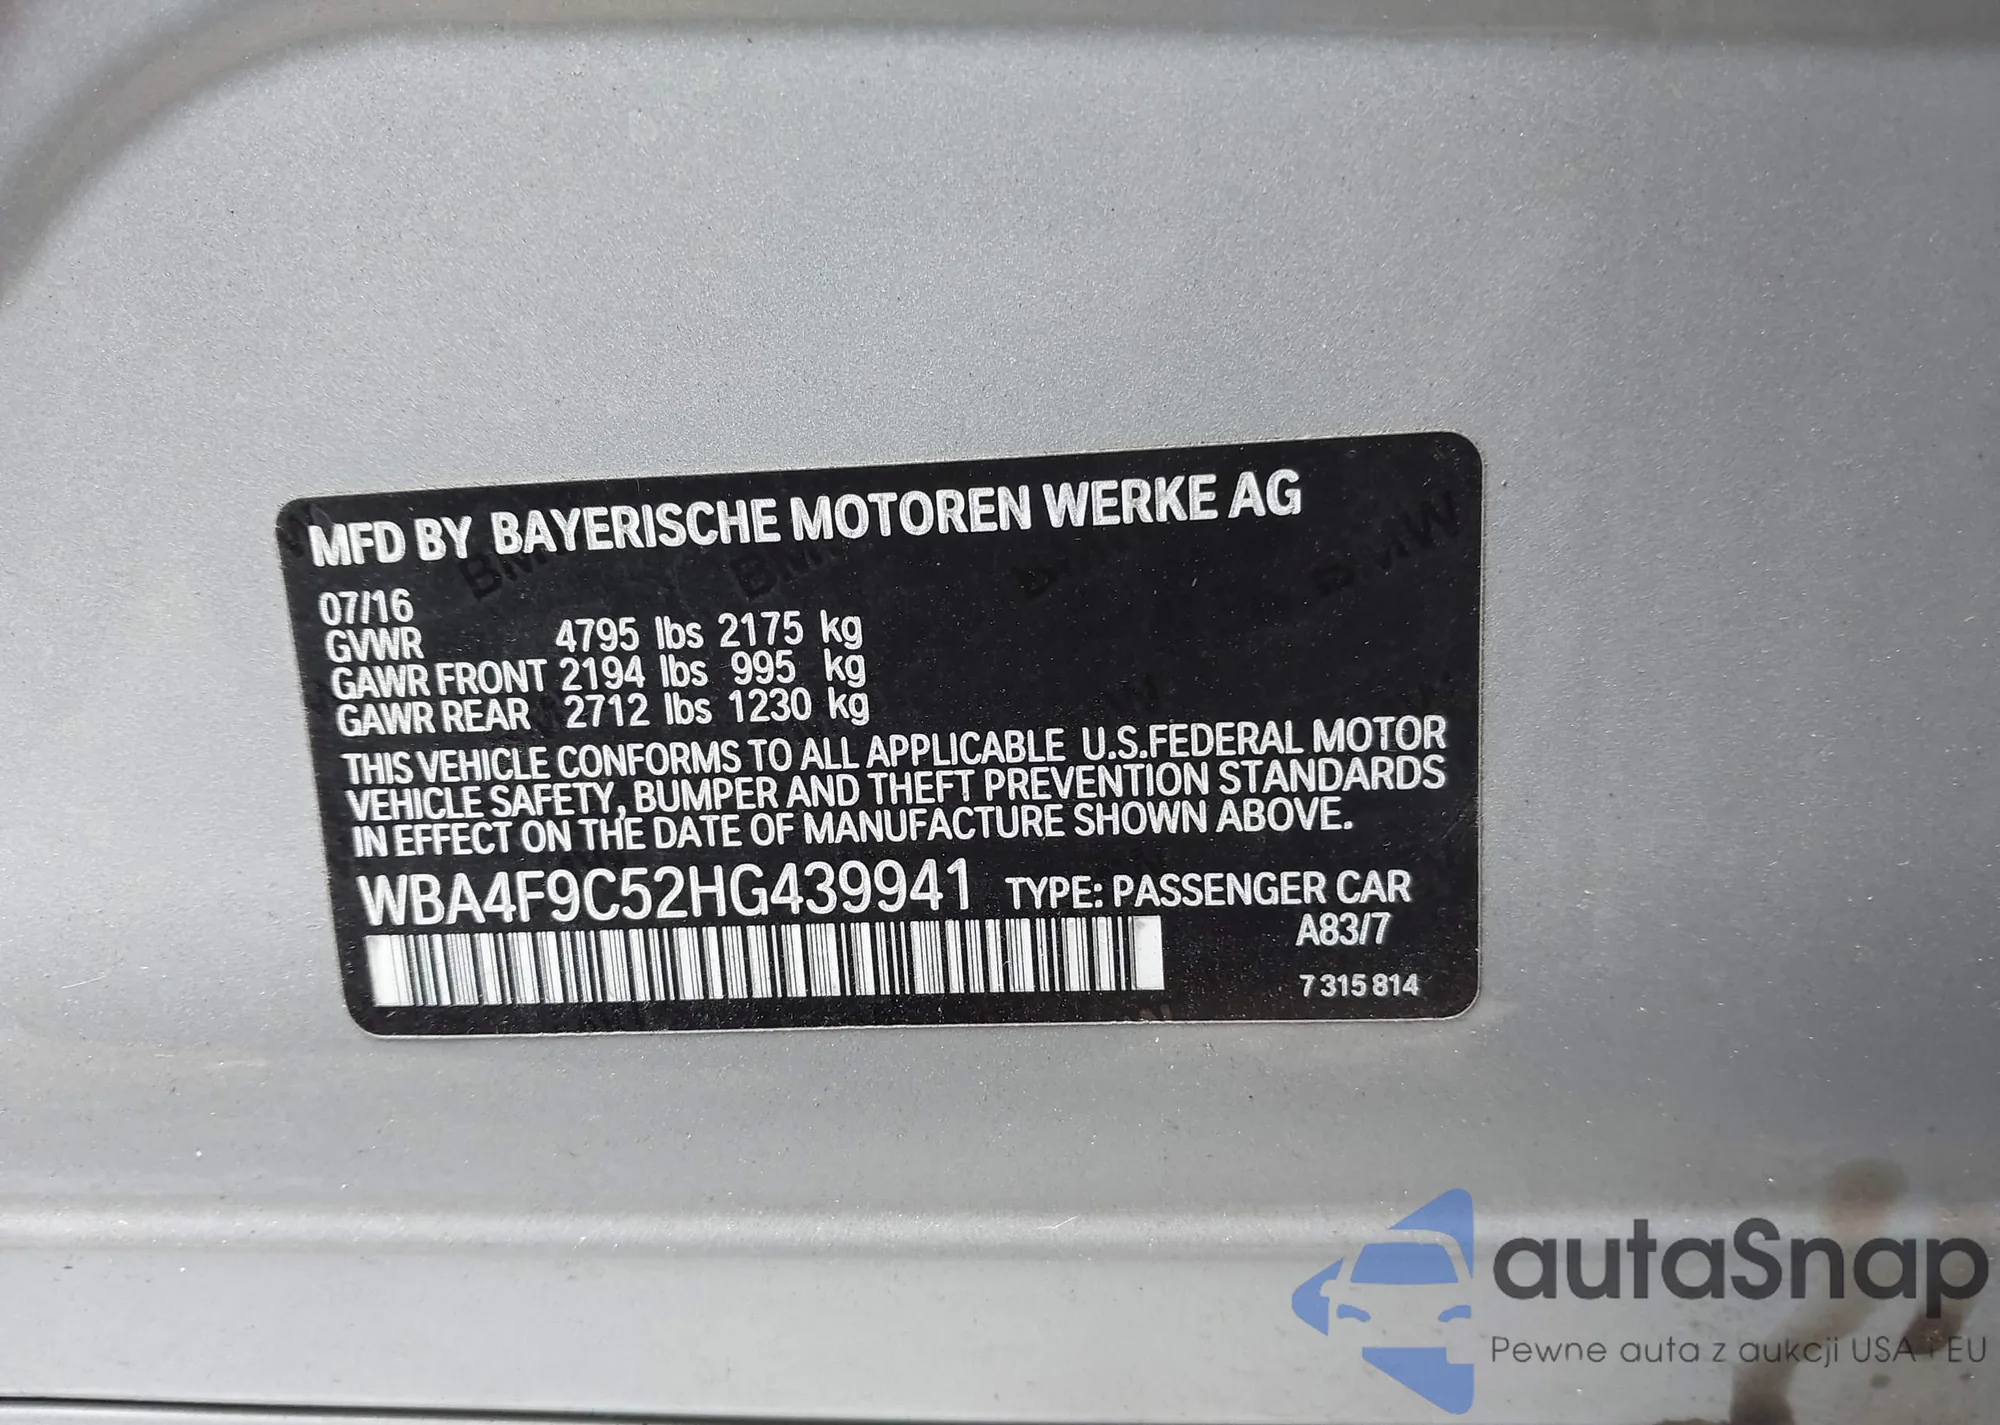 MFD BY BAYERISCHE MOTOREN WERKE AG
07/16
GVWR 4795 lbs 2175 kg
GAWR FRONT 2194 lbs 995 kg
GAWR REAR 2712 lbs 1230 kg
THIS VEHICLE CONFORMS TO ALL APPLICABLE U.S.FEDERAL MOTOR
VEHICLE SAFETY, BUMPER AND THEFT PREVENTION STANDARDS
IN EFFECT ON THE DATE OF MANUFACTURE SHOWN ABOVE.
WBA4F9C52HG439941 TYPE: PASSENGER CAR
A83/7
7 315 814
autaSnap
Pewne auta z aukcji USA i EU